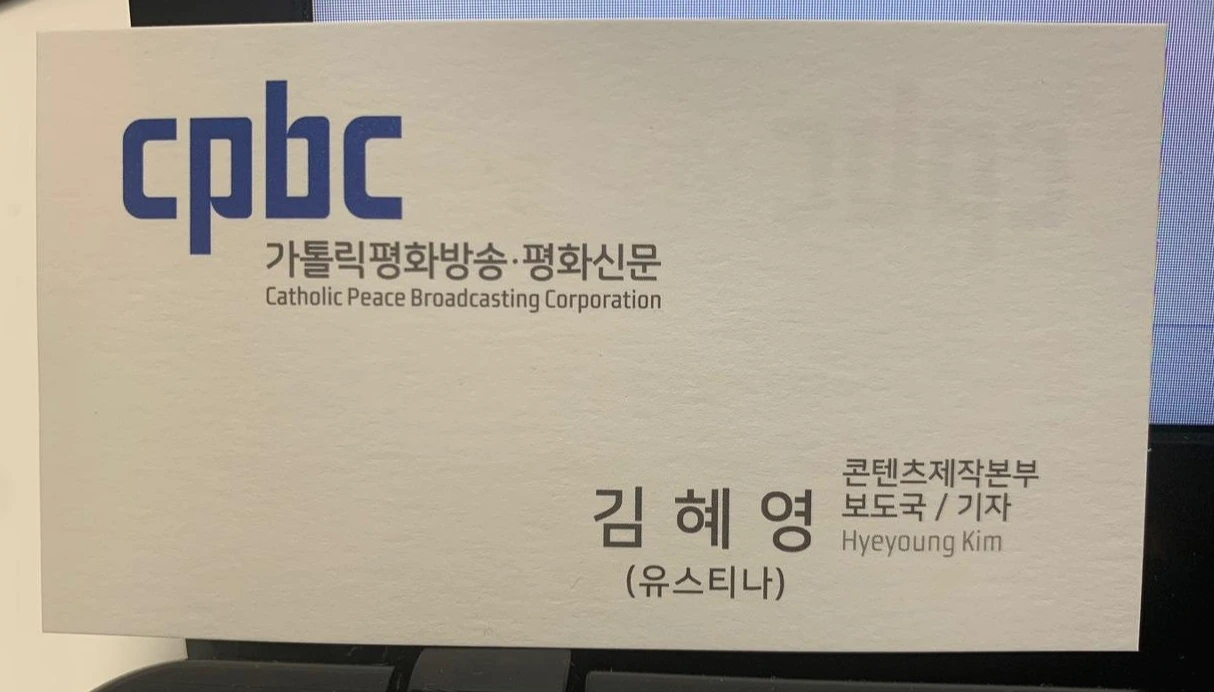 cpbc
가톨릭평화방송·평화신문
Catholic Peace Broadcasting Corporation
김혜영
(유스티나)
콘텐츠제작본부
보도국 / 기자
Hyeyoung Kim